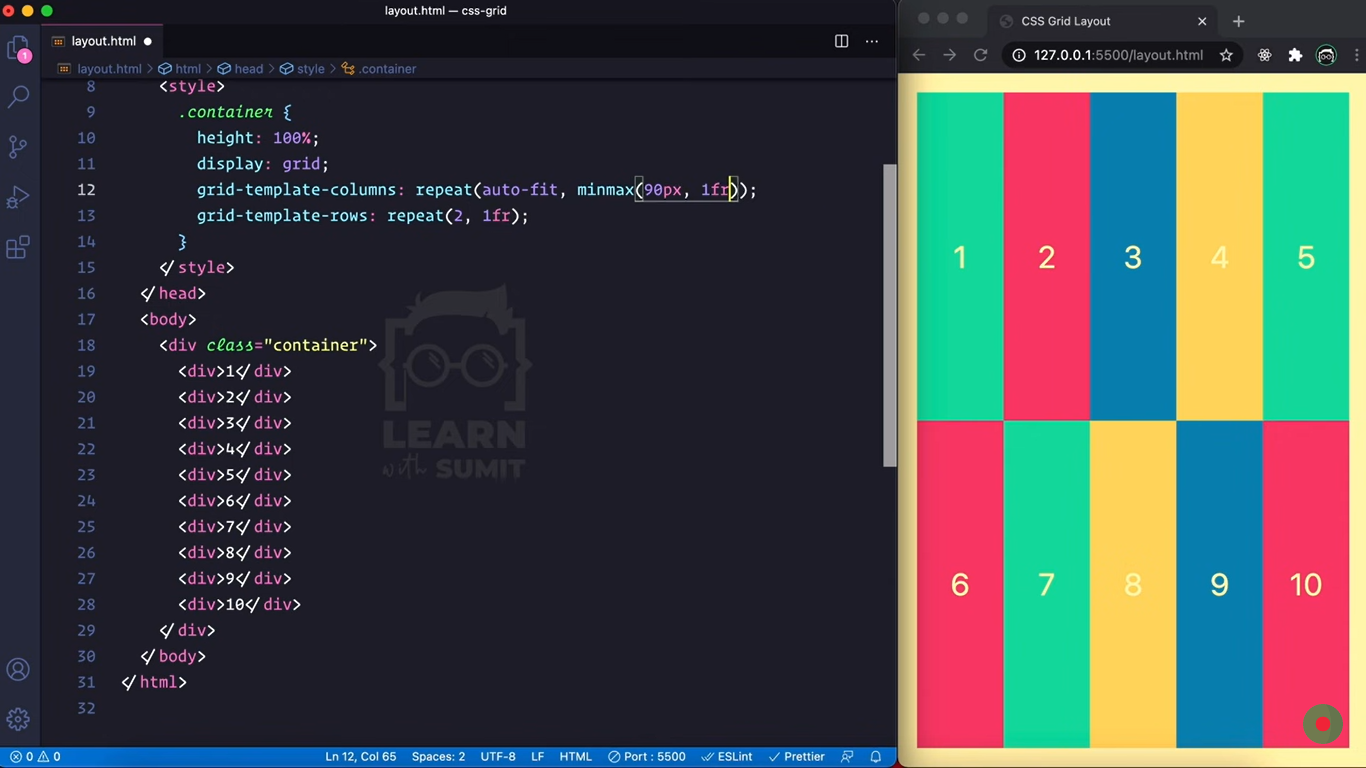 layout.html — css-grid
layout.html
layout.html > html > head > style > .container
8 <style>
9 .container {
10 height: 100%;
11 display: grid;
12 grid-template-columns: repeat(auto-fit, minmax(90px, 1fr));
13 grid-template-rows: repeat(2, 1fr);
14 }
15 </style>
16 </head>
17 <body>
18 <div class="container">
19 <div>1</div>
20 <div>2</div>
21 <div>3</div>
22 <div>4</div>
23 <div>5</div>
24 <div>6</div>
25 <div>7</div>
26 <div>8</div>
27 <div>9</div>
28 <div>10</div>
29 </div>
30 </body>
31 </html>
32
1
LEARN
with SUMIT
0 0
Ln 12, Col 65 Spaces: 2 UTF-8 LF HTML Port : 5500 ESLint Prettier
CSS Grid Layout
127.0.0.1:5500/layout.html
1 2 3 4 5
6 7 8 9 10